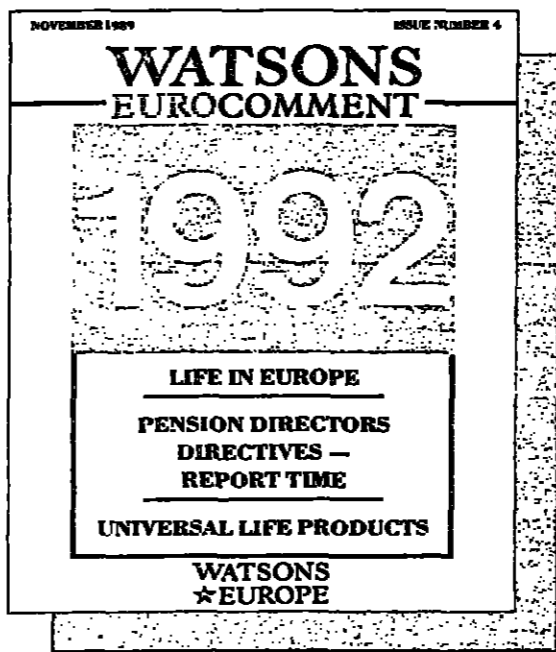 NOVEMBER 1989 ISSUE NUMBER 4
WATSONS
EUROCOMMENT
1992
LIFE IN EUROPE
PENSION DIRECTORS
DIRECTIVES —
REPORT TIME
UNIVERSAL LIFE PRODUCTS
WATSONS
☆EUROPE